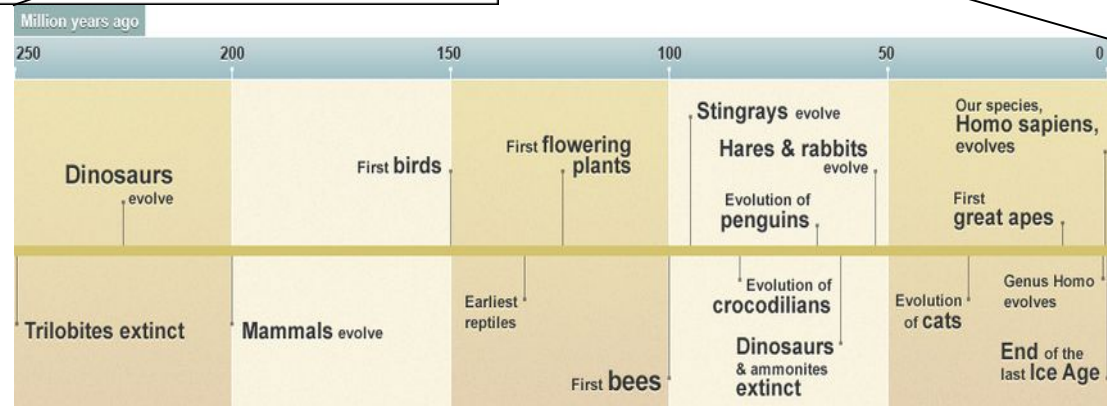 Million years ago
250 200 150 100 50 0
Dinosaurs
evolve
First birds
First flowering
plants
Stingrays evolve
Hares & rabbits
evolve
Evolution of
penguins
Our species,
Homo sapiens,
evolves
First
great apes
Trilobites extinct
Mammals evolve
Earliest
reptiles
First bees
Evolution of
crocodilians
Dinosaurs
& ammonites
extinct
Evolution
of cats
Genus Homo
evolves
End of the
last Ice Age